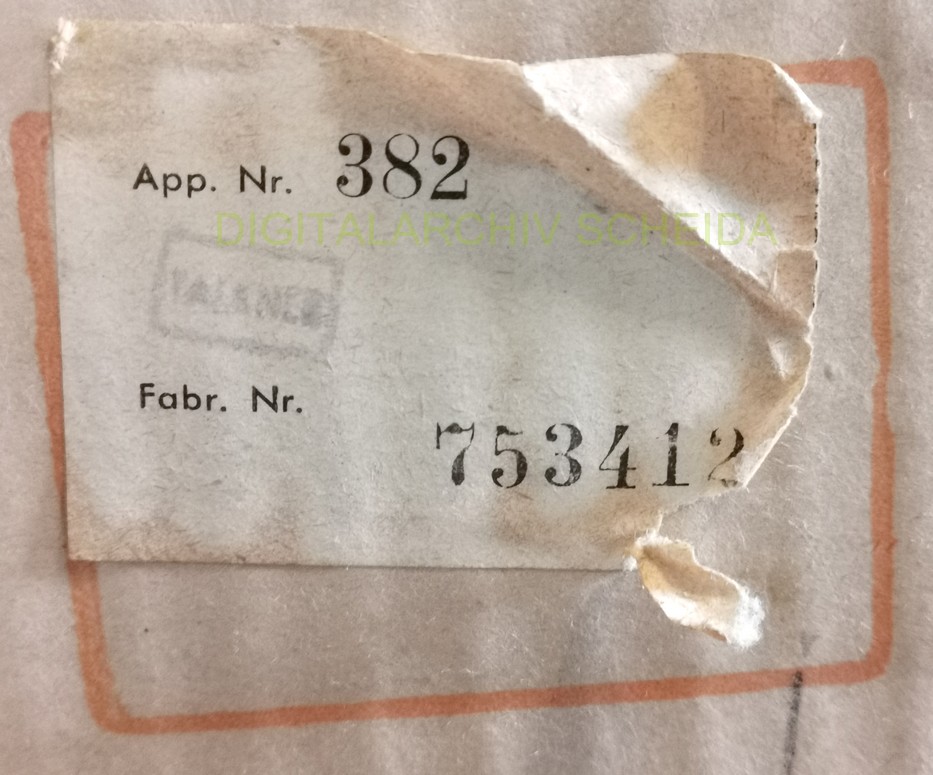 App. Nr. 382
DIGITALARCHIV SCHEIDA
Fabr. Nr.
753412